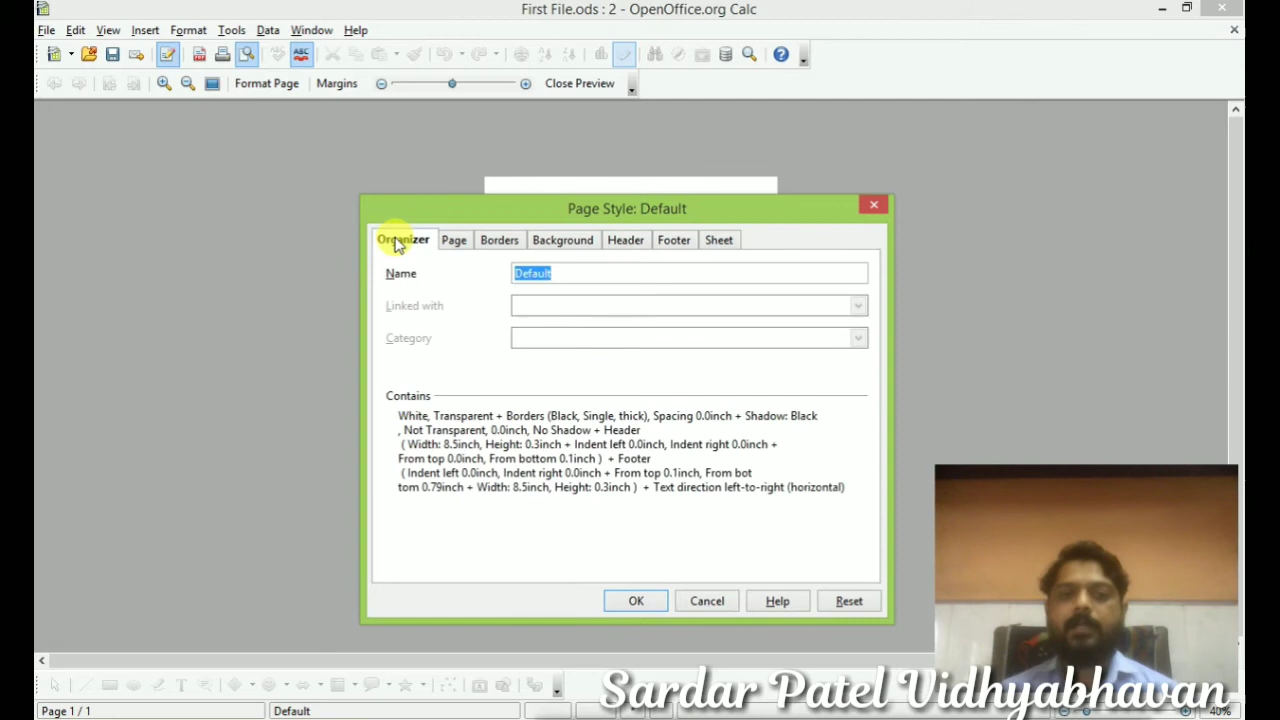 First File.ods : 2 - OpenOffice.org Calc
File Edit View Insert Format Tools Data Window Help
Format Page Margins Close Preview
Page Style: Default
Organizer Page Borders Background Header Footer Sheet
Name Default
Linked with
Category
Contains
White, Transparent + Borders (Black, Single, thick), Spacing 0.0inch + Shadow: Black
, Not Transparent, 0.0inch, No Shadow + Header
( Width: 8.5inch, Height: 0.3inch + Indent left 0.0inch, Indent right 0.0inch +
From top 0.0inch, From bottom 0.1inch ) + Footer
( Indent left 0.0inch, Indent right 0.0inch + From top 0.1inch, From bot
tom 0.79inch + Width: 8.5inch, Height: 0.3inch ) + Text direction left-to-right (horizontal)
OK Cancel Help Reset
Sardar Patel Vidhyabhavan
Page 1 / 1 Default 40%